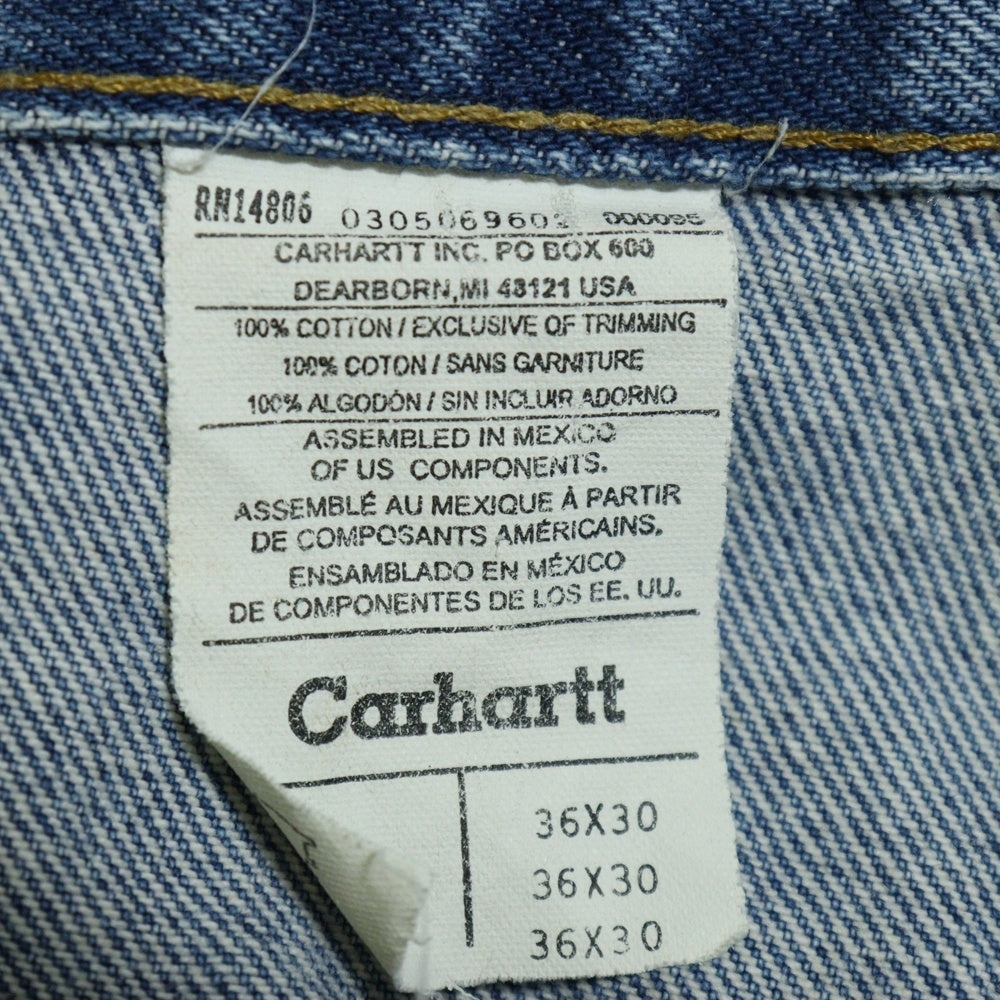 RN14806 0305069602 000095
CARHARTT INC. PO BOX 600
DEARBORN,MI 48121 USA
100% COTTON / EXCLUSIVE OF TRIMMING
100% COTON / SANS GARNITURE
100% ALGODÓN / SIN INCLUIR ADORNO
ASSEMBLED IN MEXICO
OF US COMPONENTS.
ASSEMBLÉ AU MEXIQUE À PARTIR
DE COMPOSANTS AMÉRICAINS.
ENSAMBLADO EN MÉXICO
DE COMPONENTES DE LOS EE. UU.
Carhartt
36X30
36X30
36X30